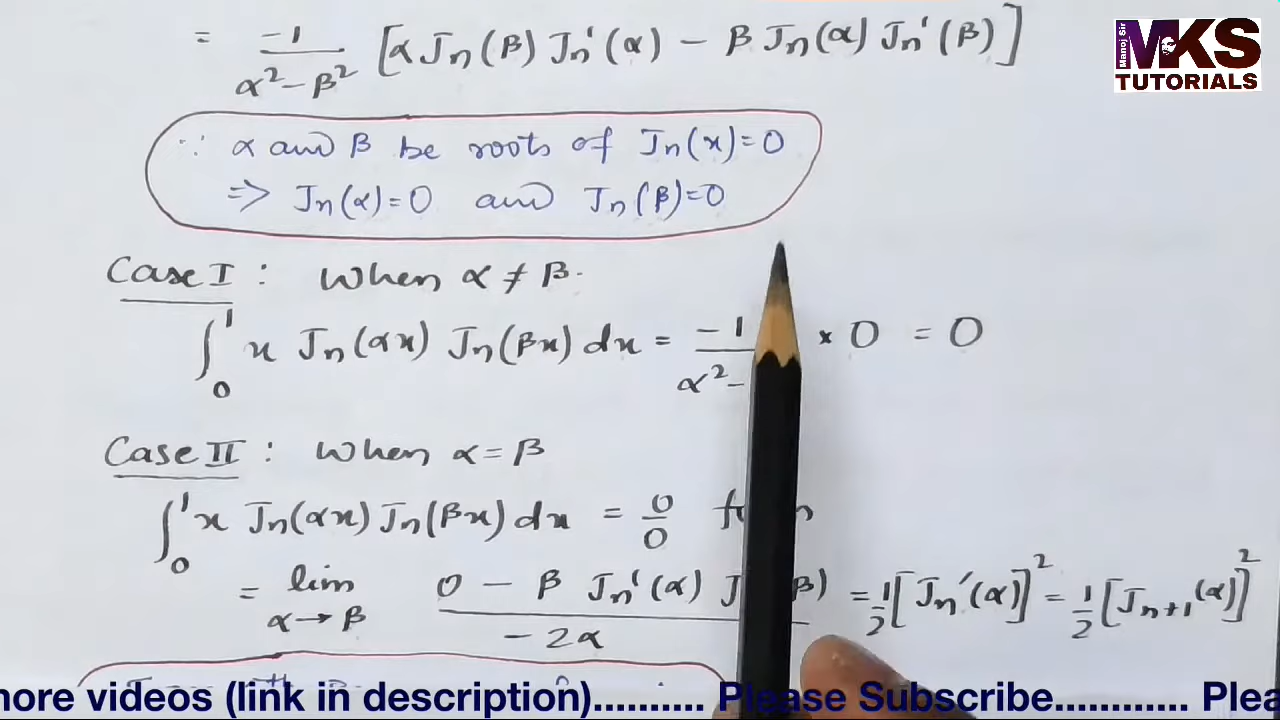 = -1/(α²-β²) [αJn(β) Jn'(α) - β Jn(α) Jn'(β)]
Manoj Sir
MKS
TUTORIALS
∵ α and β be roots of Jn(x)=0
=> Jn(α)=0 and Jn(β)=0
Case I : When α ≠ β.
∫₀¹ x Jn(αx) Jn(βx) dx = -1/α²- × 0 = 0
Case II : When α=β
∫₀¹ x Jn(αx) Jn(βx) dx = 0/0
= lim α→β (0 - β Jn'(α) β)/(-2α) = 1/2 [Jn'(α)]² = 1/2 [Jn+1(α)]²
more videos (link in description).......... Please Subscribe............ Plea